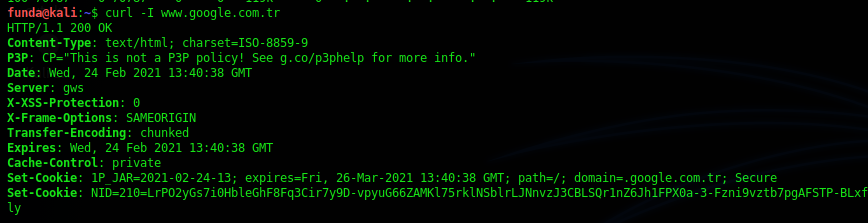 funda@kali:~$ curl -I www.google.com.tr
HTTP/1.1 200 OK
Content-Type: text/html; charset=ISO-8859-9
P3P: CP="This is not a P3P policy! See g.co/p3phelp for more info."
Date: Wed, 24 Feb 2021 13:40:38 GMT
Server: gws
X-XSS-Protection: 0
X-Frame-Options: SAMEORIGIN
Transfer-Encoding: chunked
Expires: Wed, 24 Feb 2021 13:40:38 GMT
Cache-Control: private
Set-Cookie: 1P_JAR=2021-02-24-13; expires=Fri, 26-Mar-2021 13:40:38 GMT; path=/; domain=.google.com.tr; Secure
Set-Cookie: NID=210=LrPO2yGs7i0HbleGhF8Fq3Cir7y9D-vpyuG66ZAMKl75rklNSblrLJNnvzJ3CBLSQr1nZ6Jh1FPX0a-3-Fzni9vztb7pgAFSTP-BLxf
ly